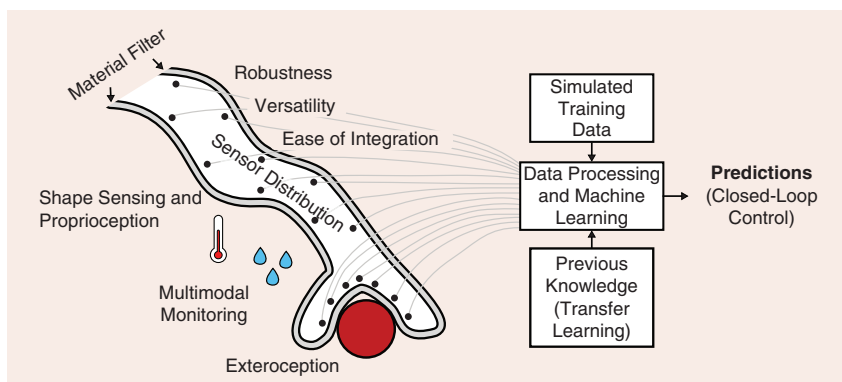 Material Filter
Robustness
Versatility
Ease of Integration
Sensor Distribution
Shape Sensing and
Proprioception
Multimodal
Monitoring
Exteroception
Simulated
Training
Data
Data Processing
and Machine
Learning
Previous
Knowledge
(Transfer
Learning)
Predictions
(Closed-Loop
Control)